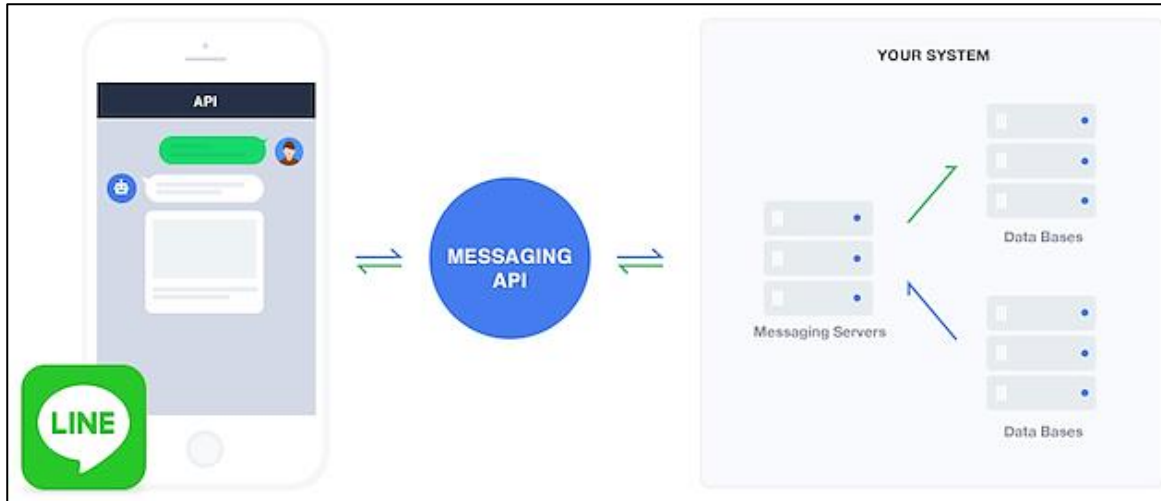 API
LINE
MESSAGING
API
YOUR SYSTEM
Messaging Servers
Data Bases
Data Bases